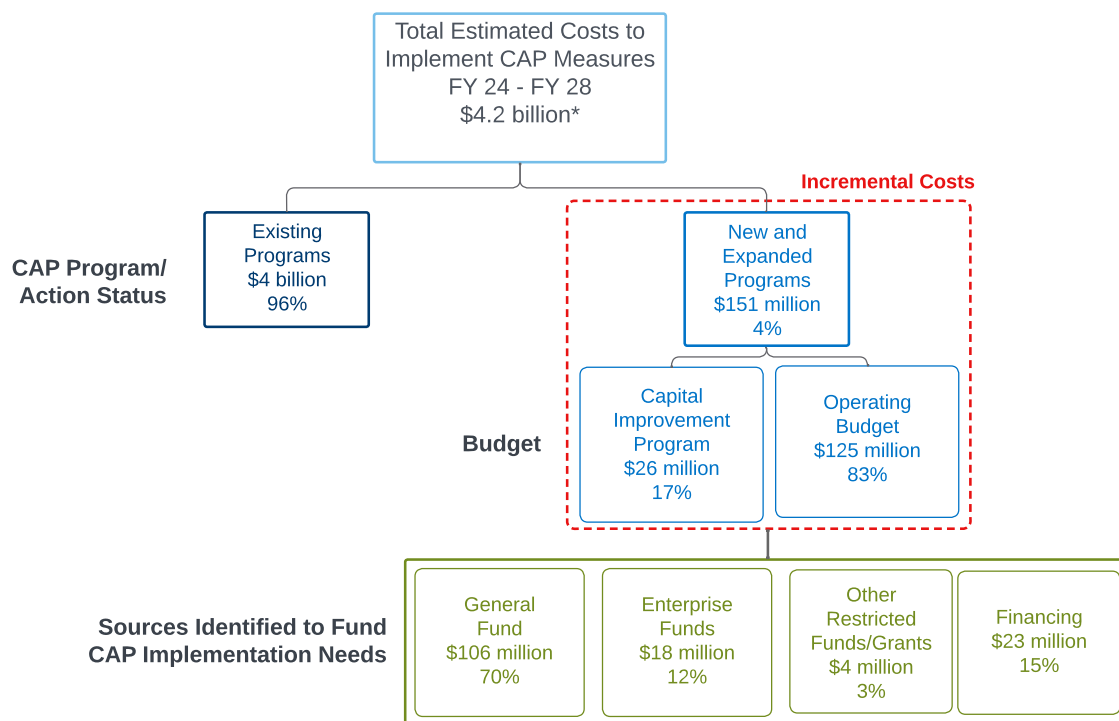 Total Estimated Costs to
Implement CAP Measures
FY 24 - FY 28
$4.2 billion*
Incremental Costs
CAP Program/
Action Status
Existing
Programs
$4 billion
96%
New and
Expanded
Programs
$151 million
4%
Budget
Capital
Improvement
Program
$26 million
17%
Operating
Budget
$125 million
83%
Sources Identified to Fund
CAP Implementation Needs
General
Fund
$106 million
70%
Enterprise
Funds
$18 million
12%
Other
Restricted
Funds/Grants
$4 million
3%
Financing
$23 million
15%